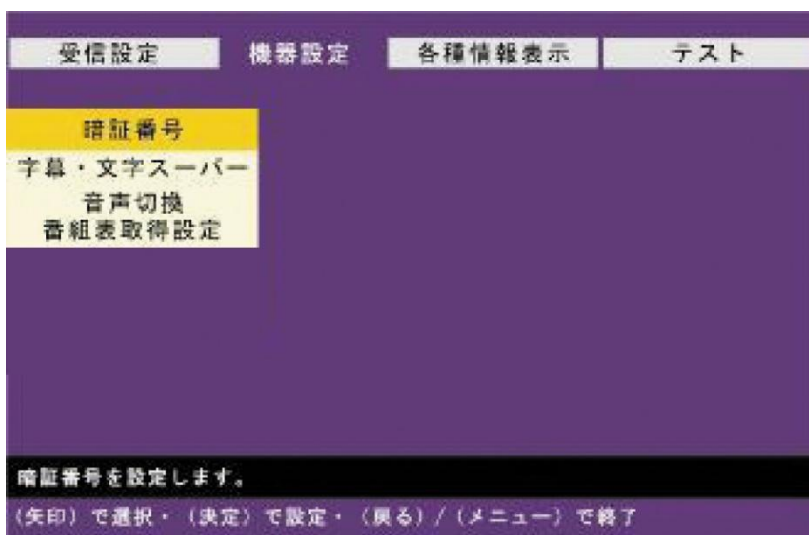 受信設定 機器設定 各種情報表示 テスト
暗証番号
字幕・文字スーパー
音声切換
番組表取得設定
暗証番号を設定します。
(矢印)で選択・(決定)で設定・(戻る)/(メニュー)で終了